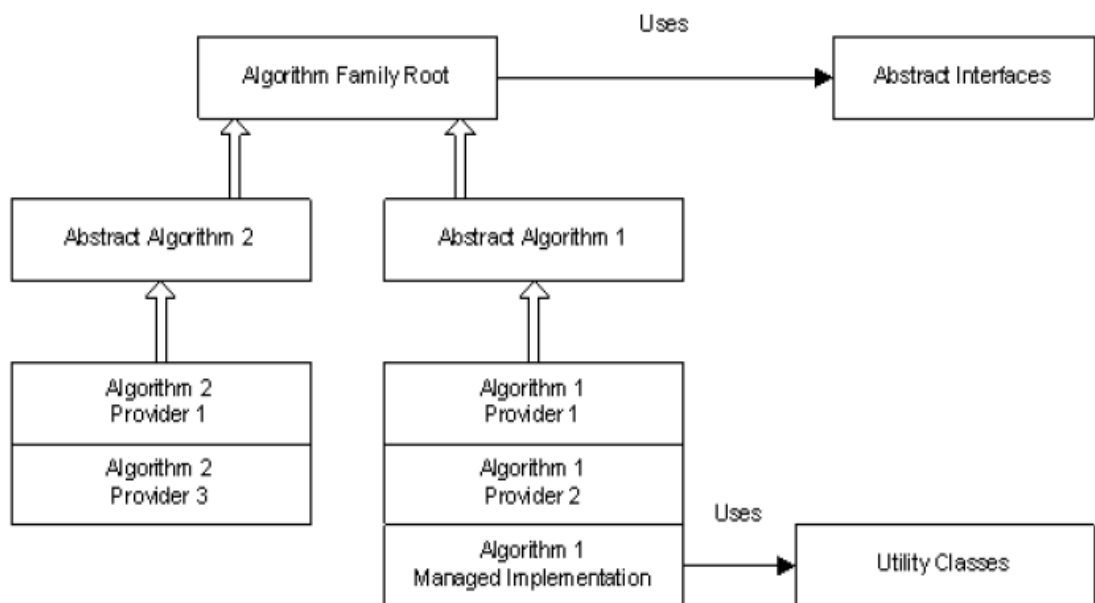 Uses
Algorithm Family Root
Abstract Interfaces
Abstract Algorithm 2
Abstract Algorithm 1
Algorithm 2
Provider 1
Algorithm 1
Provider 1
Algorithm 2
Provider 3
Algorithm 1
Provider 2
Uses
Algorithm 1
Managed Implementation
Utility Classes